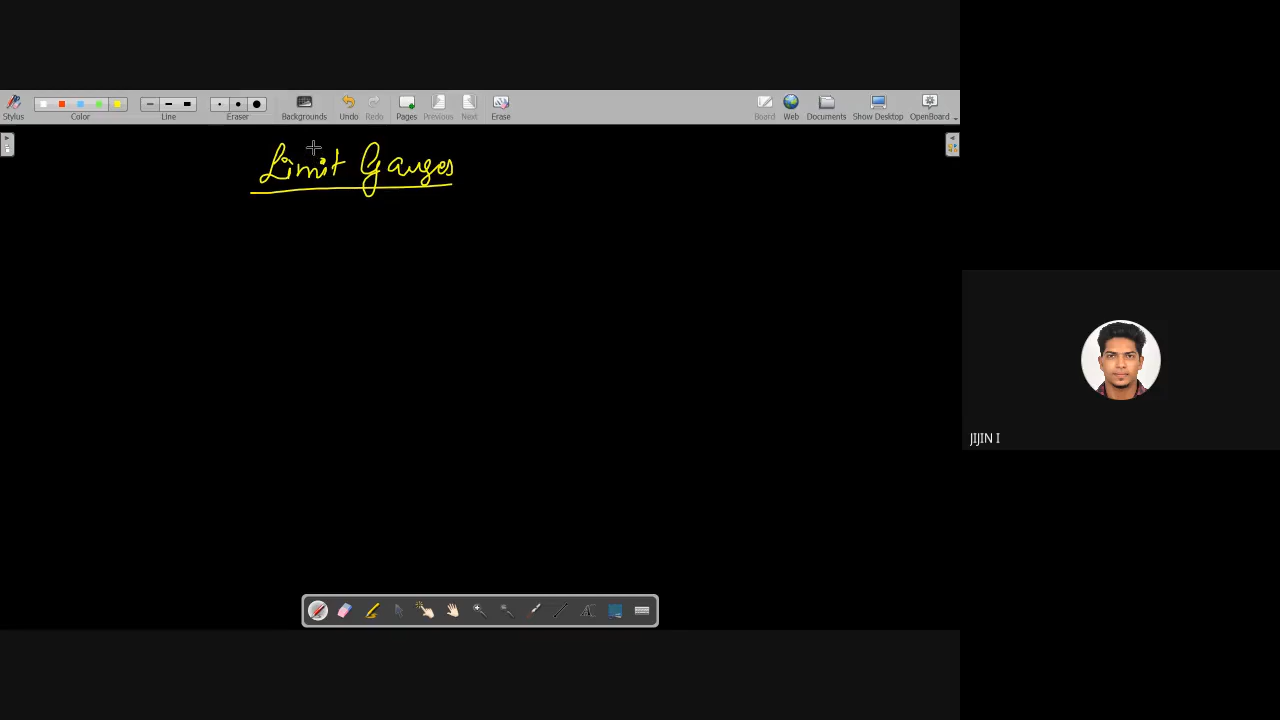 Stylus
Color
Line
Eraser
Backgrounds
Undo
Redo
Pages
Previous
Next
Erase
Board
Web
Documents
Show Desktop
OpenBoard
Limit Gauges
JIJIN I